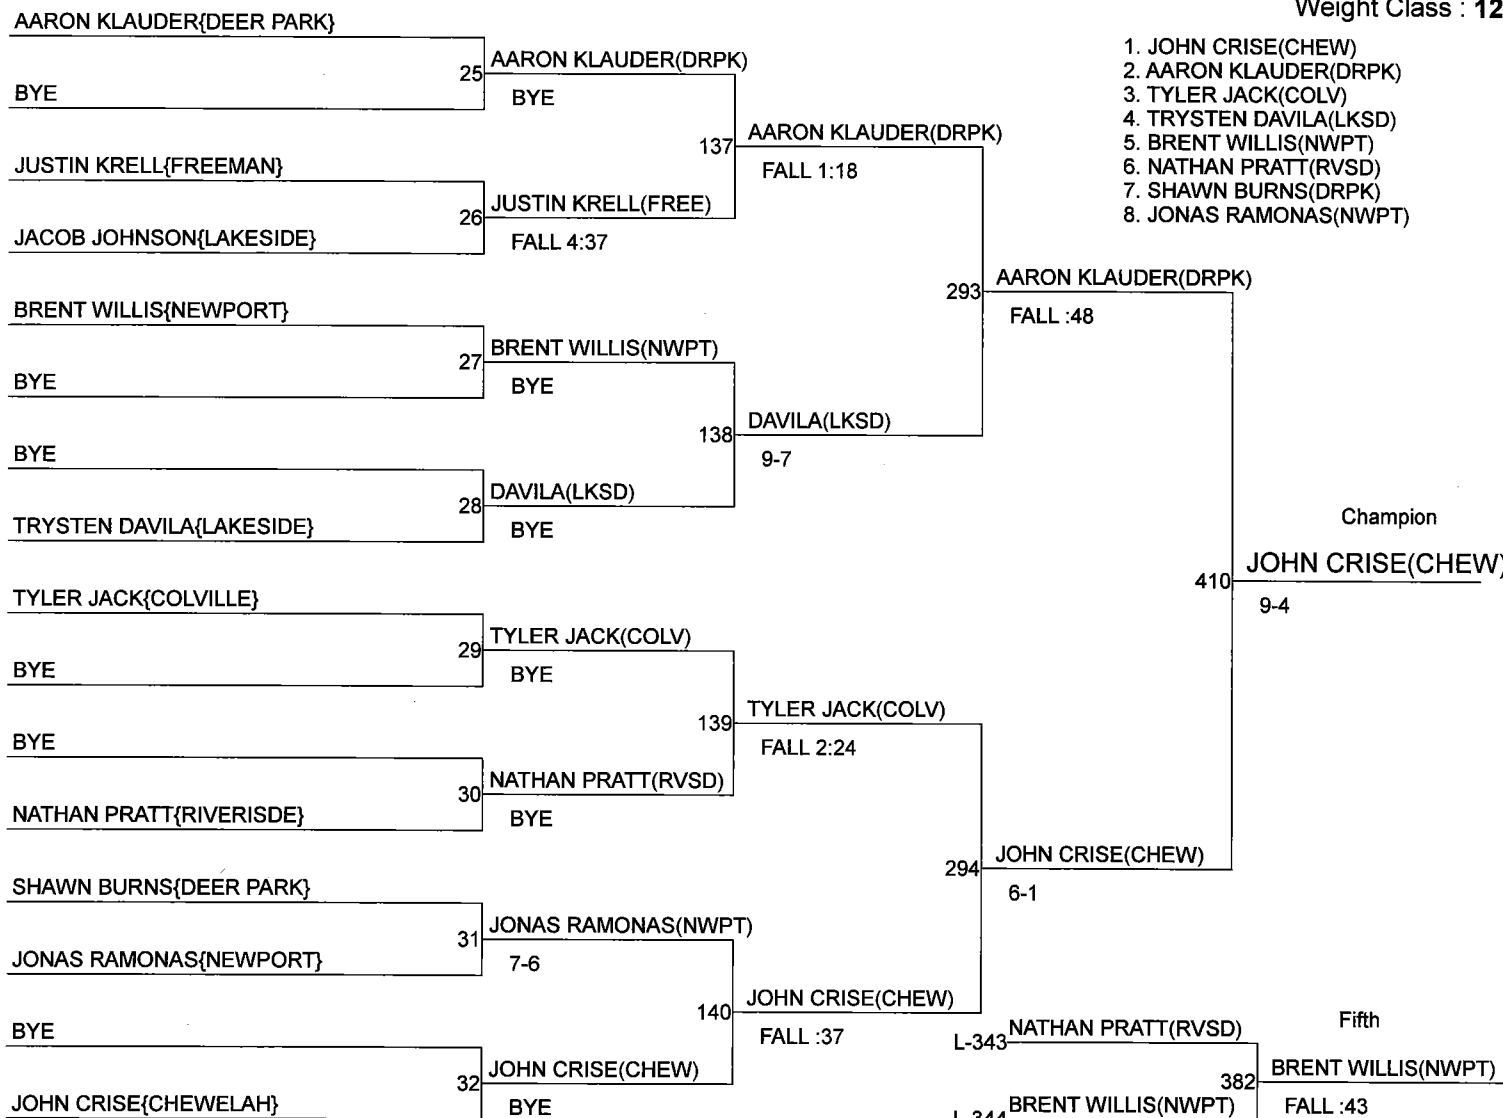 Weight Class : 12
1. JOHN CRISE(CHEW)
2. AARON KLAUDER(DRPK)
3. TYLER JACK(COLV)
4. TRYSTEN DAVILA(LKSD)
5. BRENT WILLIS(NWPT)
6. NATHAN PRATT(RVSD)
7. SHAWN BURNS(DRPK)
8. JONAS RAMONAS(NWPT)
AARON KLAUDER{DEER PARK}
BYE
JUSTIN KRELL{FREEMAN}
JACOB JOHNSON{LAKESIDE}
BRENT WILLIS{NEWPORT}
BYE
BYE
TRYSTEN DAVILA{LAKESIDE}
TYLER JACK{COLVILLE}
BYE
BYE
NATHAN PRATT{RIVERISDE}
SHAWN BURNS{DEER PARK}
JONAS RAMONAS{NEWPORT}
BYE
JOHN CRISE{CHEWELAH}
25 AARON KLAUDER(DRPK)
BYE
26 JUSTIN KRELL(FREE)
FALL 4:37
27 BRENT WILLIS(NWPT)
BYE
28 DAVILA(LKSD)
BYE
29 TYLER JACK(COLV)
BYE
30 NATHAN PRATT(RVSD)
BYE
31 JONAS RAMONAS(NWPT)
7-6
32 JOHN CRISE(CHEW)
BYE
137 AARON KLAUDER(DRPK)
FALL 1:18
138 DAVILA(LKSD)
9-7
139 TYLER JACK(COLV)
FALL 2:24
140 JOHN CRISE(CHEW)
FALL :37
293 AARON KLAUDER(DRPK)
FALL :48
294 JOHN CRISE(CHEW)
6-1
Champion
410 JOHN CRISE(CHEW)
9-4
L-343 NATHAN PRATT(RVSD)
L-344 BRENT WILLIS(NWPT)
Fifth
382 BRENT WILLIS(NWPT)
FALL :43